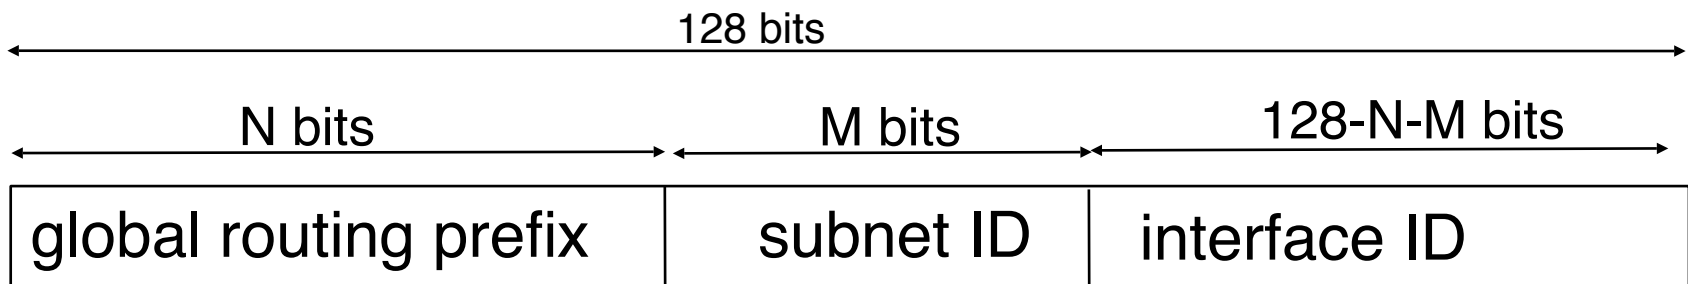 128 bits
N bits M bits 128-N-M bits
global routing prefix subnet ID interface ID